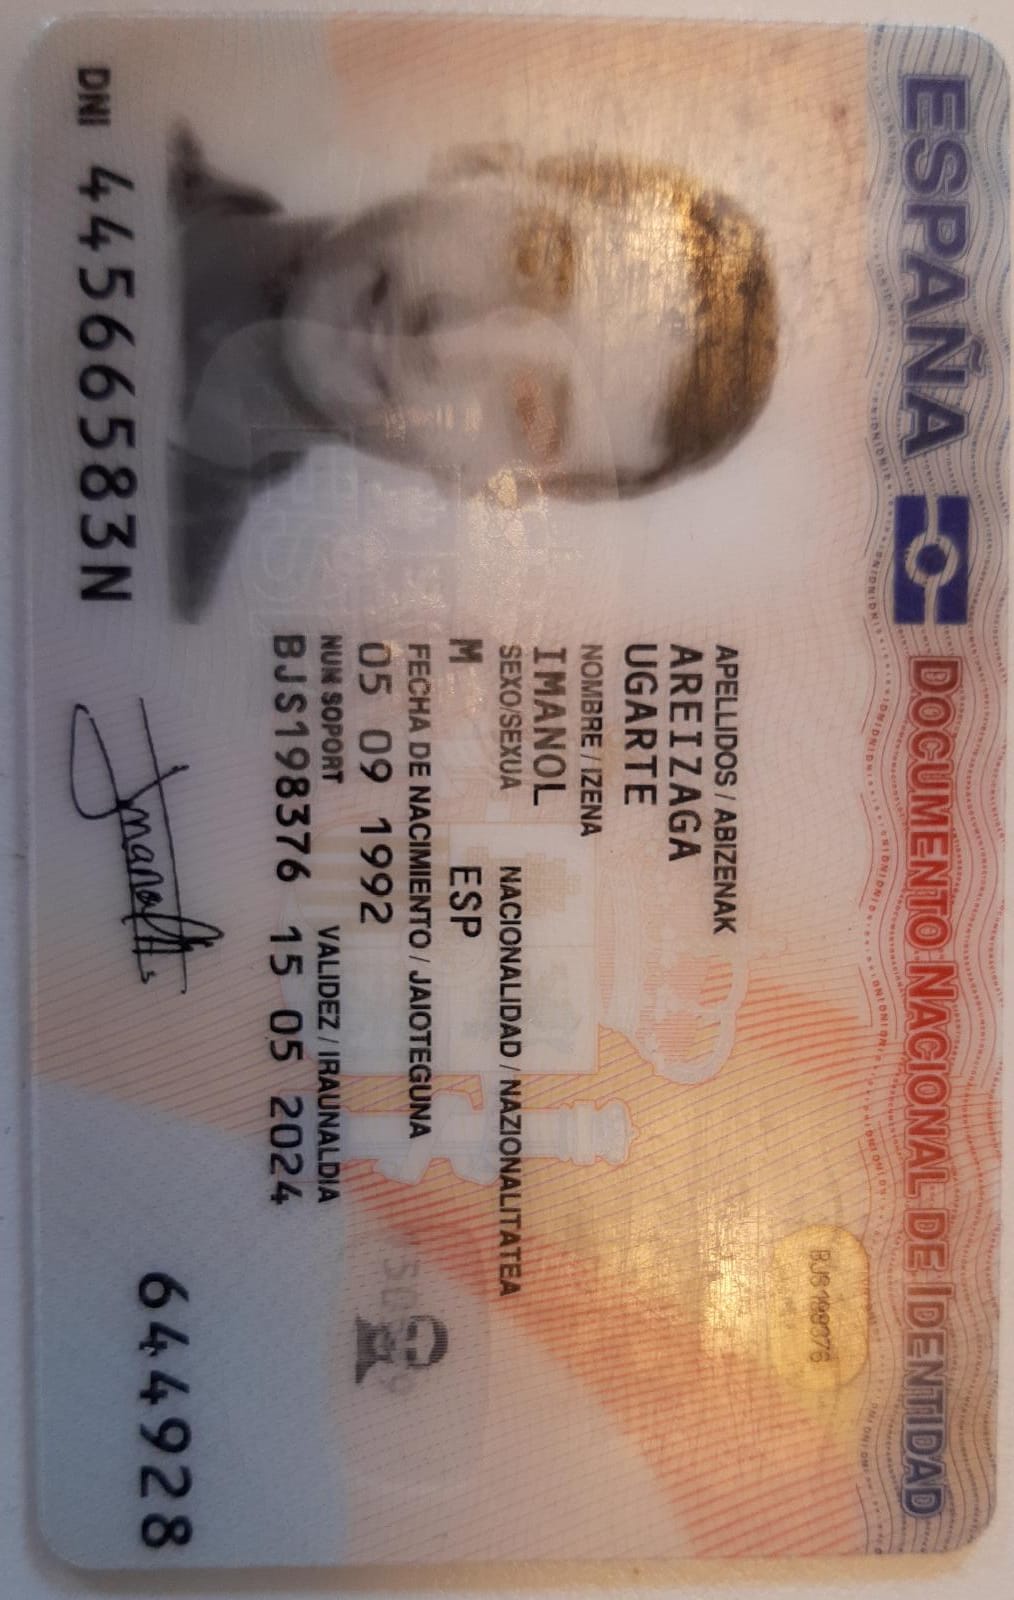 ESPAÑA DOCUMENTO NACIONAL DE IDENTIDAD
APELLIDOS / ABIZENAK
AREIZAGA
UGARTE
NOMBRE / IZENA
IMANOL
SEXO/SEXUA NACIONALIDAD / NAZIONALITATEA
M ESP
FECHA DE NACIMIENTO / JAIOTEGUNA
05 09 1992
NUM SOPORT VALIDEZ / IRAUNALDIA
BJS198376 15 05 2024
BJS198376
DNI 44566583N
644928